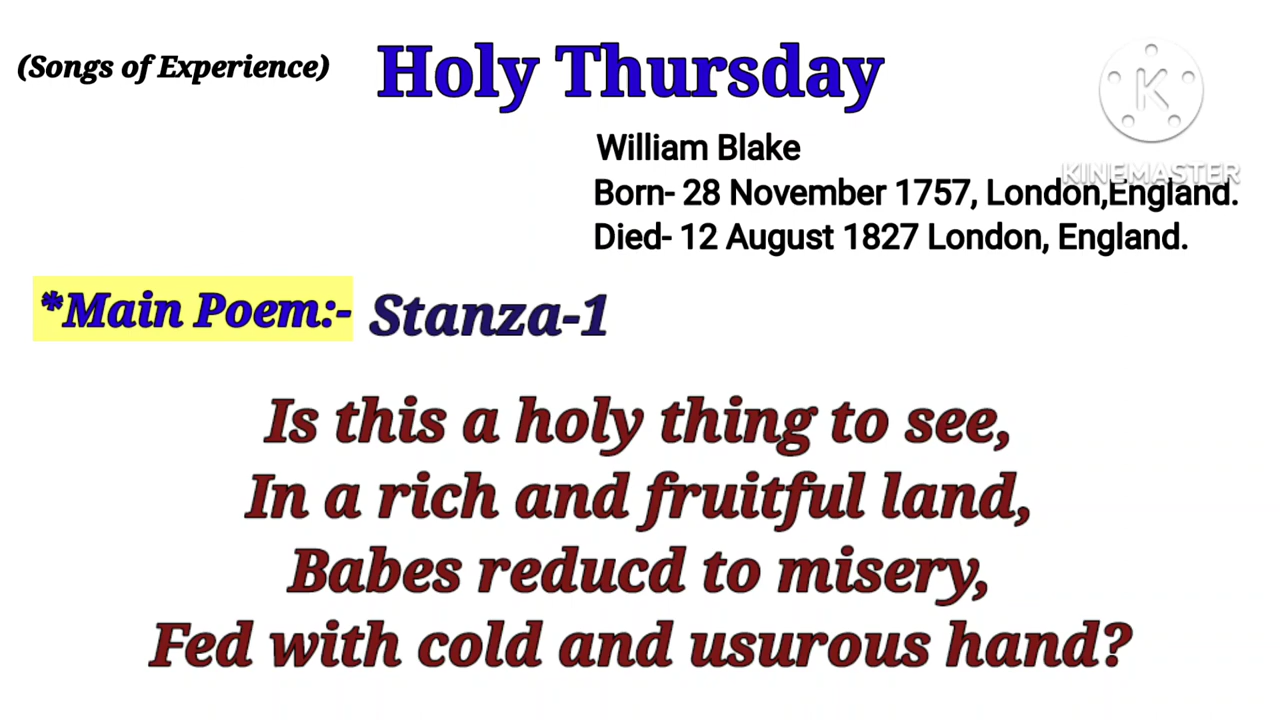 (Songs of Experience) Holy Thursday
K
KINEMASTER
William Blake
Born- 28 November 1757, London,England.
Died- 12 August 1827 London, England.
*Main Poem:- Stanza-1
Is this a holy thing to see,
In a rich and fruitful land,
Babes reducd to misery,
Fed with cold and usurous hand?